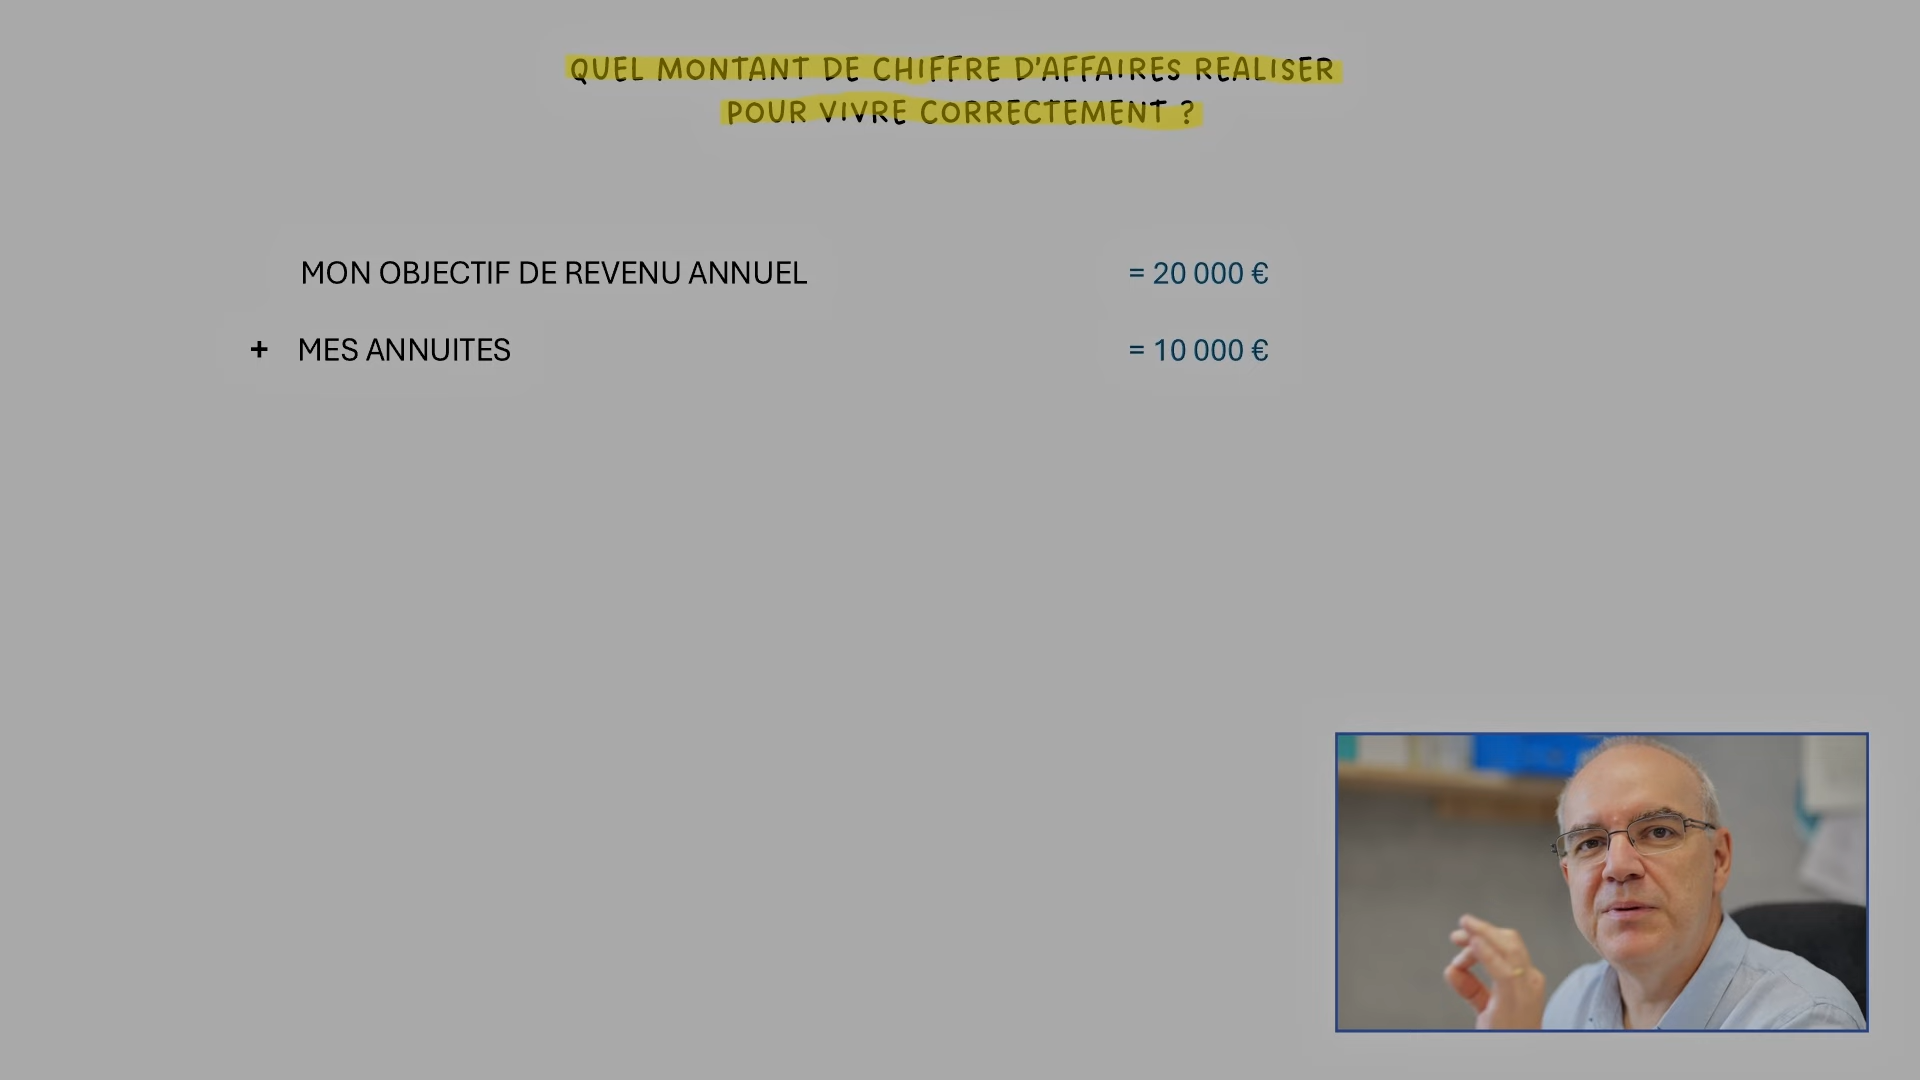 QUEL MONTANT DE CHIFFRE D'AFFAIRES REALISER
POUR VIVRE CORRECTEMENT ?
MON OBJECTIF DE REVENU ANNUEL = 20 000 €
+ MES ANNUITES = 10 000 €